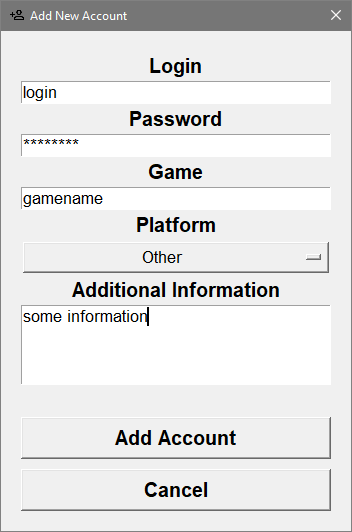 Add New Account
Login
login
Password
********
Game
gamename
Platform
Other
Additional Information
some information
Add Account
Cancel